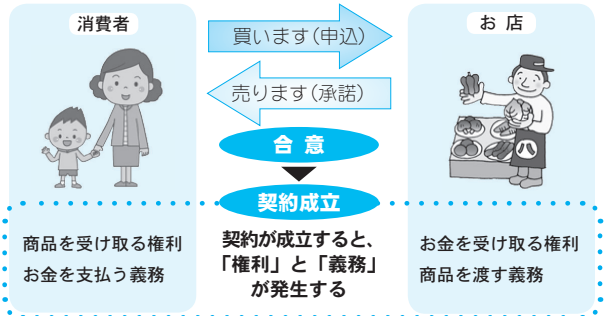 消費者
買います(申込)
お店
売ります(承諾)
合意
契約成立
商品を受け取る権利
お金を支払う義務
契約が成立すると、
「権利」と「義務」
が発生する
お金を受け取る権利
商品を渡す義務